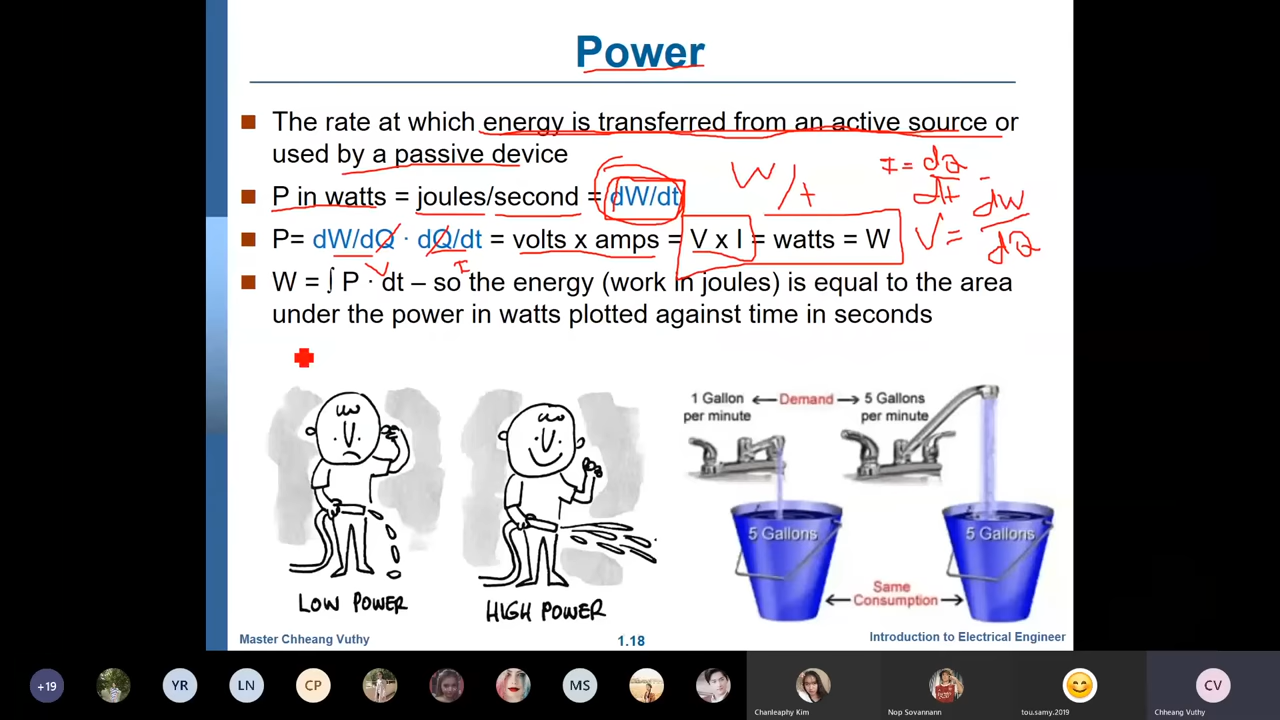 Power
The rate at which energy is transferred from an active source or
used by a passive device
P in watts = joules/second = dW/dt
W/t
I = dQ/dt
P= dW/dQ · dQ/dt = volts x amps = V x I = watts = W
V = dW/dQ
V I
W = ∫ P · dt – so the energy (work in joules) is equal to the area
under the power in watts plotted against time in seconds
1 Gallon ← Demand → 5 Gallons
per minute per minute
5 Gallons 5 Gallons
Same
Consumption
LOW POWER HIGH POWER
Master Chheang Vuthy 1.18 Introduction to Electrical Engineer
+19 YR LN CP MS CV
Chanleaphy Kim Nop Sovannann tou.samy.2019 Chheang Vuthy